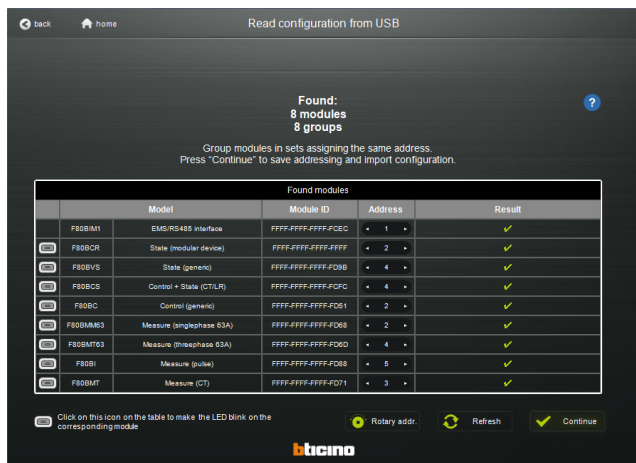 back
home
Read configuration from USB
Found:
8 modules
8 groups
?
Group modules in sets assigning the same address.
Press "Continue" to save addressing and import configuration.
Found modules
Model Module ID Address Result
F80BIM1 EMS/RS485 interface FFFF-FFFF-FFFF-FCEC 1
F80BCR State (modular device) FFFF-FFFF-FFFF-FFFF 2
F80BVS State (generic) FFFF-FFFF-FFFF-FD9B 4
F80BCS Control + State (CT/LR) FFFF-FFFF-FFFF-FCFC 4
F80BC Control (generic) FFFF-FFFF-FFFF-FD51 2
F80BMM63 Measure (singlephase 63A) FFFF-FFFF-FFFF-FD68 2
F80BMT63 Measure (threephase 63A) FFFF-FFFF-FFFF-FD6D 4
F80BI Measure (pulse) FFFF-FFFF-FFFF-FD88 5
F80BMT Measure (CT) FFFF-FFFF-FFFF-FD71 3
Click on this icon on the table to make the LED blink on the
corresponding module
Rotary addr.
Refresh
Continue
bticino